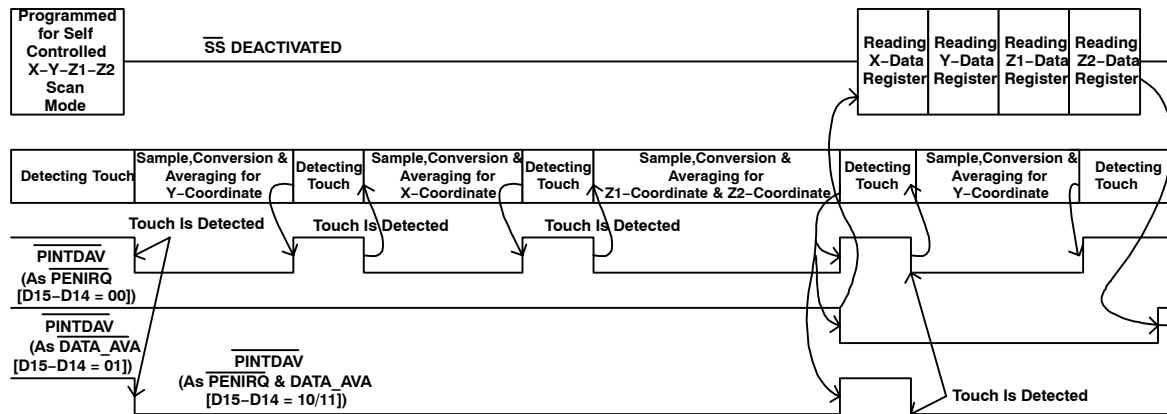 Programmed
for Self
Controlled
X−Y−Z1−Z2
Scan
Mode
SS DEACTIVATED
Reading
X−Data
Register
Reading
Y−Data
Register
Reading
Z1−Data
Register
Reading
Z2−Data
Register
Detecting Touch
Sample,Conversion &
Averaging for
Y−Coordinate
Detecting
Touch
Sample,Conversion &
Averaging for
X−Coordinate
Detecting
Touch
Sample,Conversion &
Averaging for
Z1−Coordinate & Z2−Coordinate
Detecting
Touch
Sample,Conversion &
Averaging for
Y−Coordinate
Detecting
Touch
Touch Is Detected
Touch Is Detected
Touch Is Detected
PINTDAV
(As PENIRQ
[D15−D14 = 00])
PINTDAV
(As DATA_AVA
[D15−D14 = 01])
PINTDAV
(As PENIRQ & DATA_AVA
[D15−D14 = 10/11])
Touch Is Detected